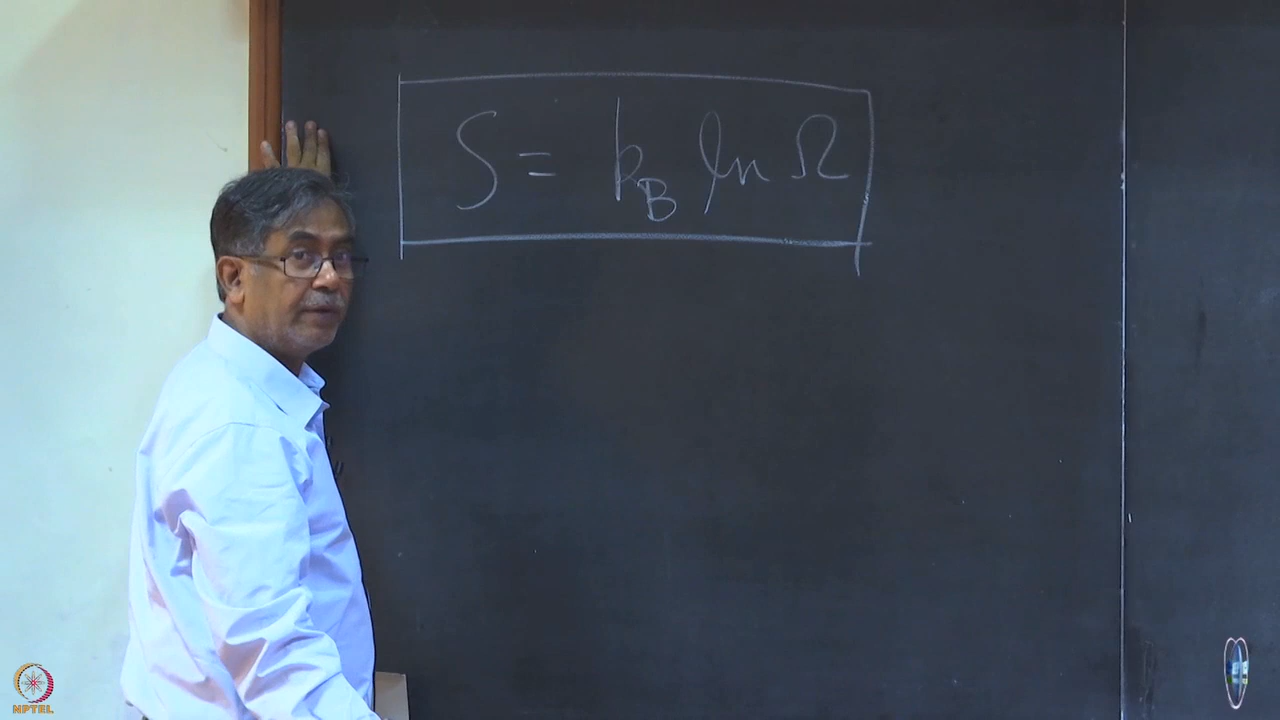 S = k_B ln Ω
NPTEL